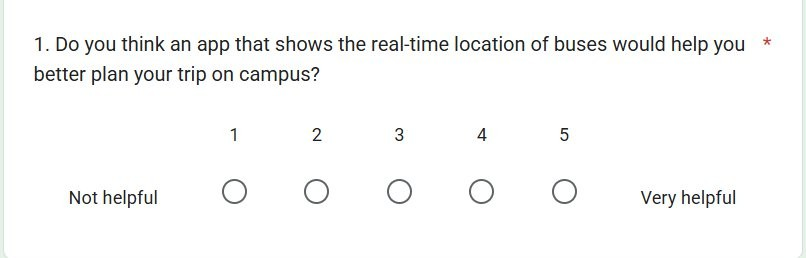 1. Do you think an app that shows the real-time location of buses would help you *
better plan your trip on campus?
1 2 3 4 5
Not helpful Very helpful